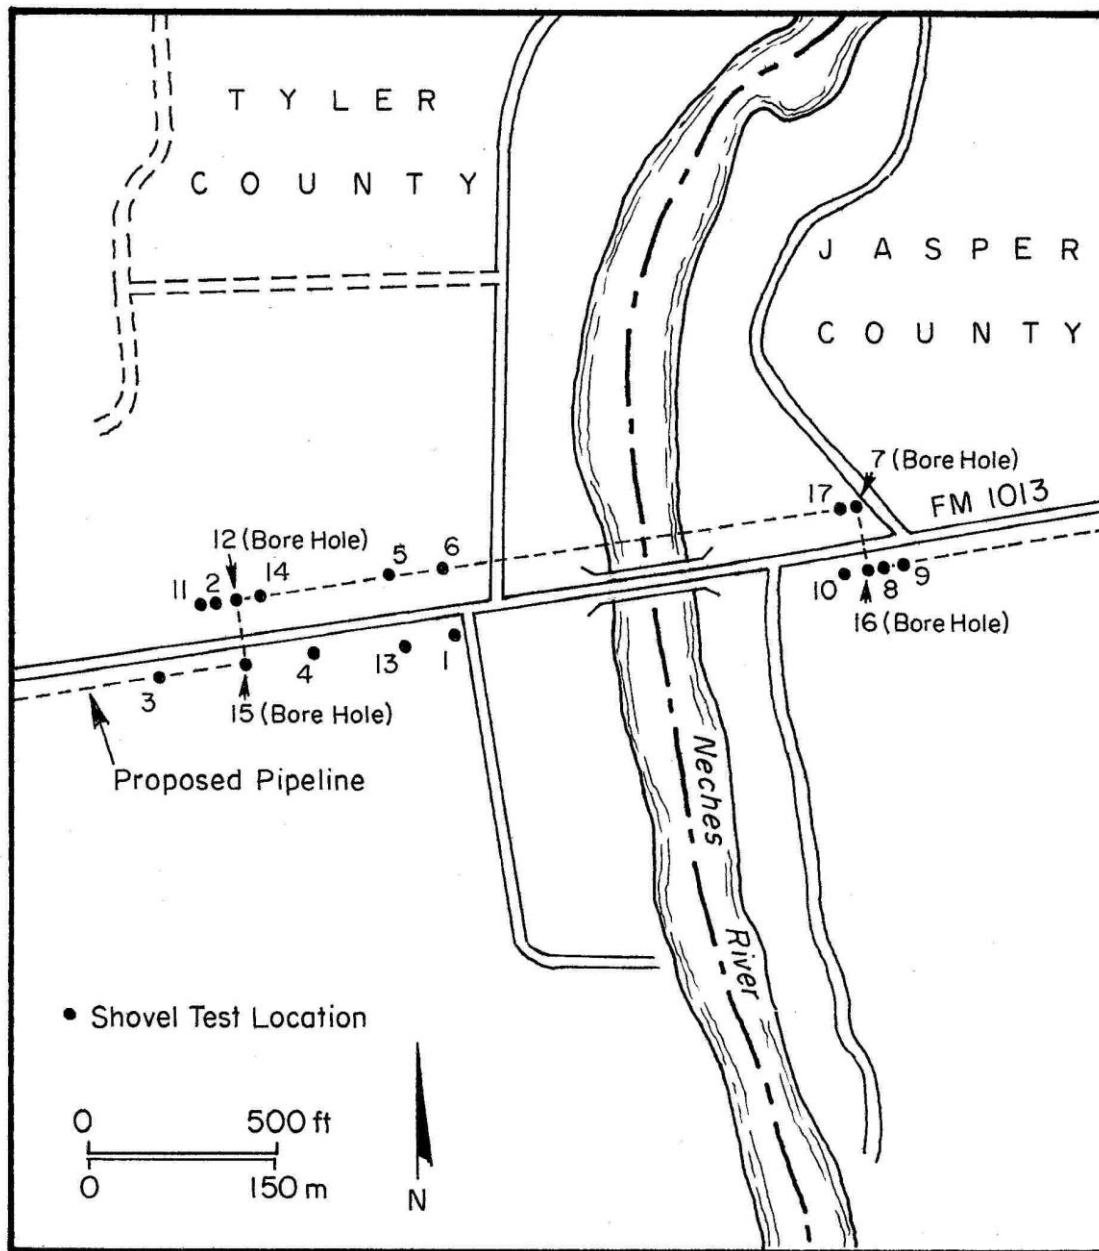 TYLER
COUNTY
JASPER
COUNTY
7 (Bore Hole)
17
FM 1013
12 (Bore Hole)
5
6
11
2
14
10
8
9
16 (Bore Hole)
3
15 (Bore Hole)
4
13
1
Proposed Pipeline
Neches
River
Shovel Test Location
0
500 ft
0
150 m
N